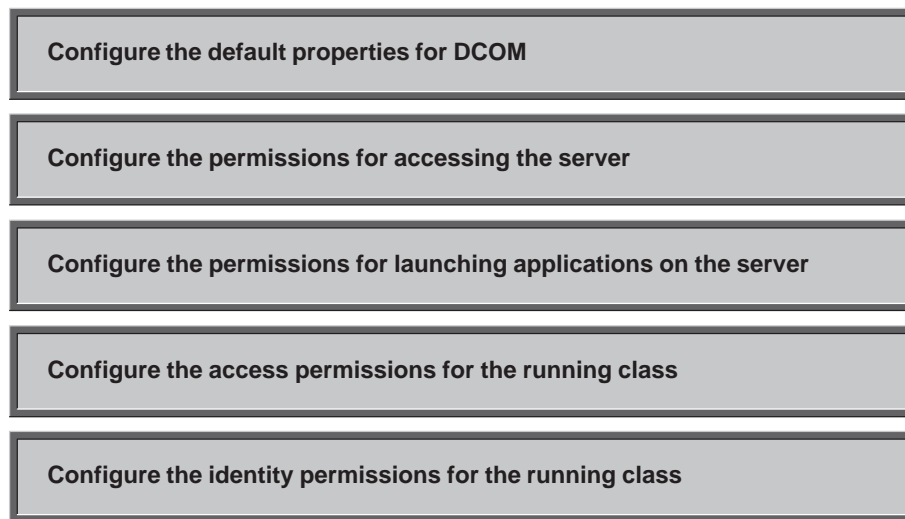 Configure the default properties for DCOM
Configure the permissions for accessing the server
Configure the permissions for launching applications on the server
Configure the access permissions for the running class
Configure the identity permissions for the running class